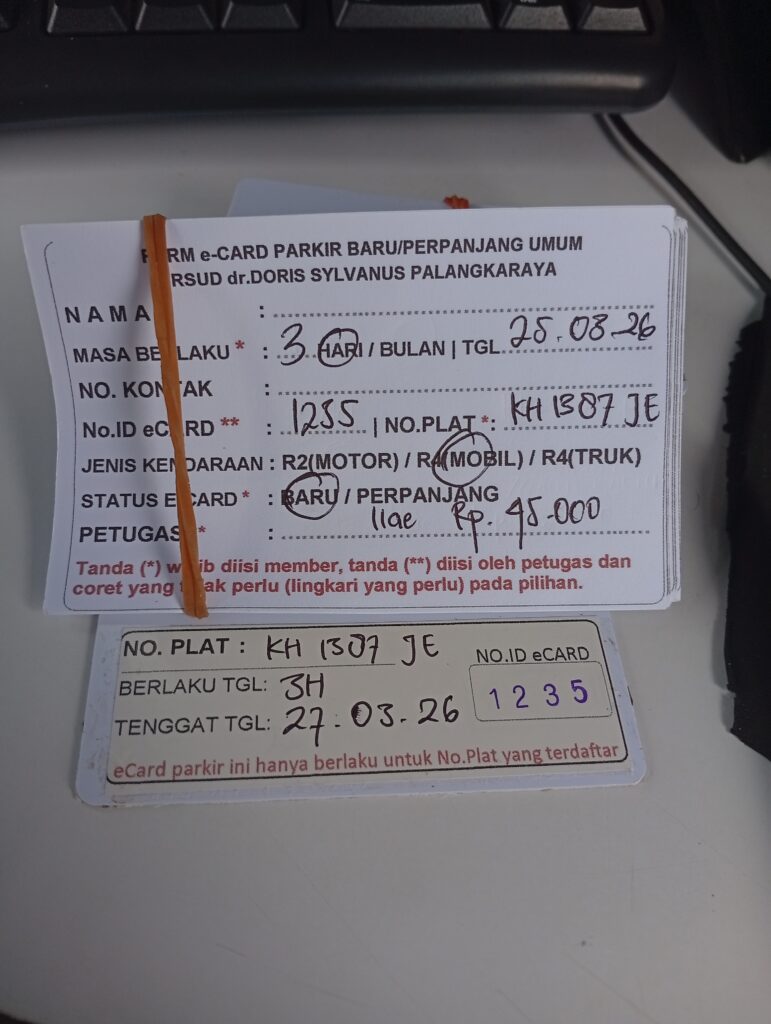 FORM e-CARD PARKIR BARU/PERPANJANG UMUM
RSUD dr.DORIS SYLVANUS PALANGKARAYA
NAMA :
MASA BERLAKU * : 3 HARI / BULAN | TGL 25.03.26
NO. KONTAK :
No.ID eCARD ** : 1235 | NO.PLAT *: KH 1307 JE
JENIS KENDARAAN : R2(MOTOR) / R4(MOBIL) / R4(TRUK)
STATUS ECARD * : BARU / PERPANJANG
PETUGAS * : Rp. 45.000
Tanda (*) wajib diisi member, tanda (**) diisi oleh petugas dan
coret yang tidak perlu (lingkari yang perlu) pada pilihan.
NO. PLAT : KH 1307 JE
NO.ID eCARD
BERLAKU TGL: 3H
1235
TENGGAT TGL: 27.03.26
eCard parkir ini hanya berlaku untuk No.Plat yang terdaftar